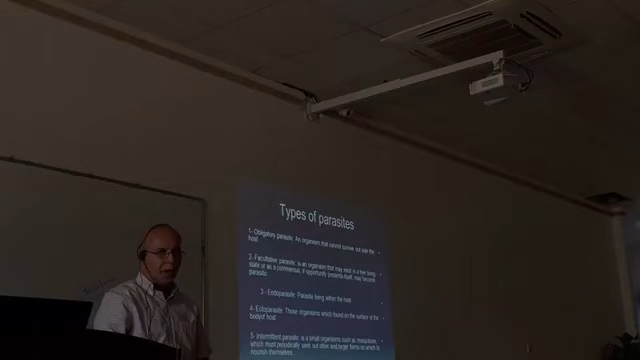 Types of parasites
1- Obligatory parasite: An organism that cannot survive out side the
host
2- Facultative parasite: is an organism that may exist in a free living
state or as a commensal, if opportunity presents itself, may become
parasitic
3 - Endoparasite: Parasite living within the host
4- Ectoparasite: Those organisms which found on the surface of the
bodyof host
5- Intermittent parasite: is a small organisms such as mosquitoes,
which must periodically seek out other and larger forms on which to
nourish themselves.